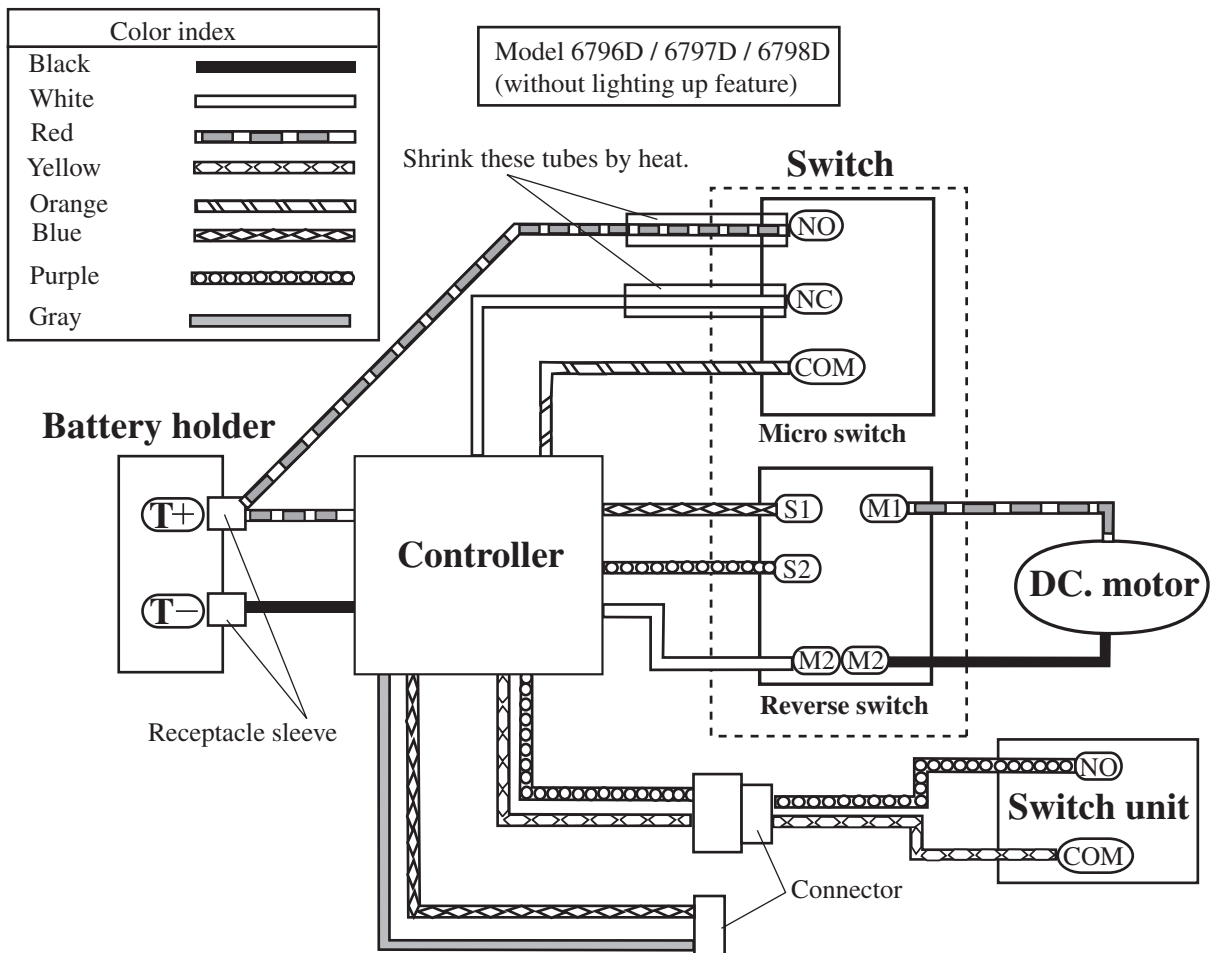 Color index
Black
White
Red
Yellow
Orange
Blue
Purple
Gray
Model 6796D / 6797D / 6798D
(without lighting up feature)
Shrink these tubes by heat.
Switch
NO
NC
COM
Micro switch
Battery holder
T+
T−
Receptacle sleeve
Controller
S1
M1
S2
M2
M2
Reverse switch
DC. motor
NO
Switch unit
COM
Connector